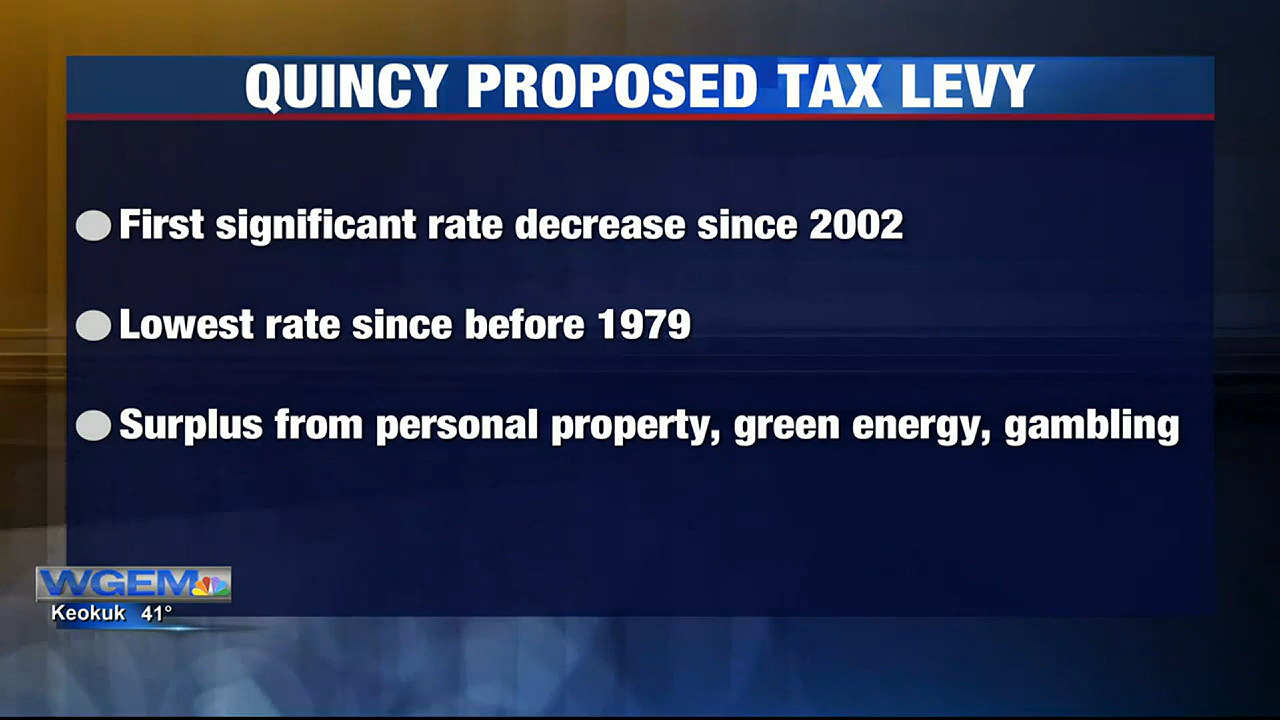 QUINCY PROPOSED TAX LEVY
First significant rate decrease since 2002
Lowest rate since before 1979
Surplus from personal property, green energy, gambling
WGEM
Keokuk 41°